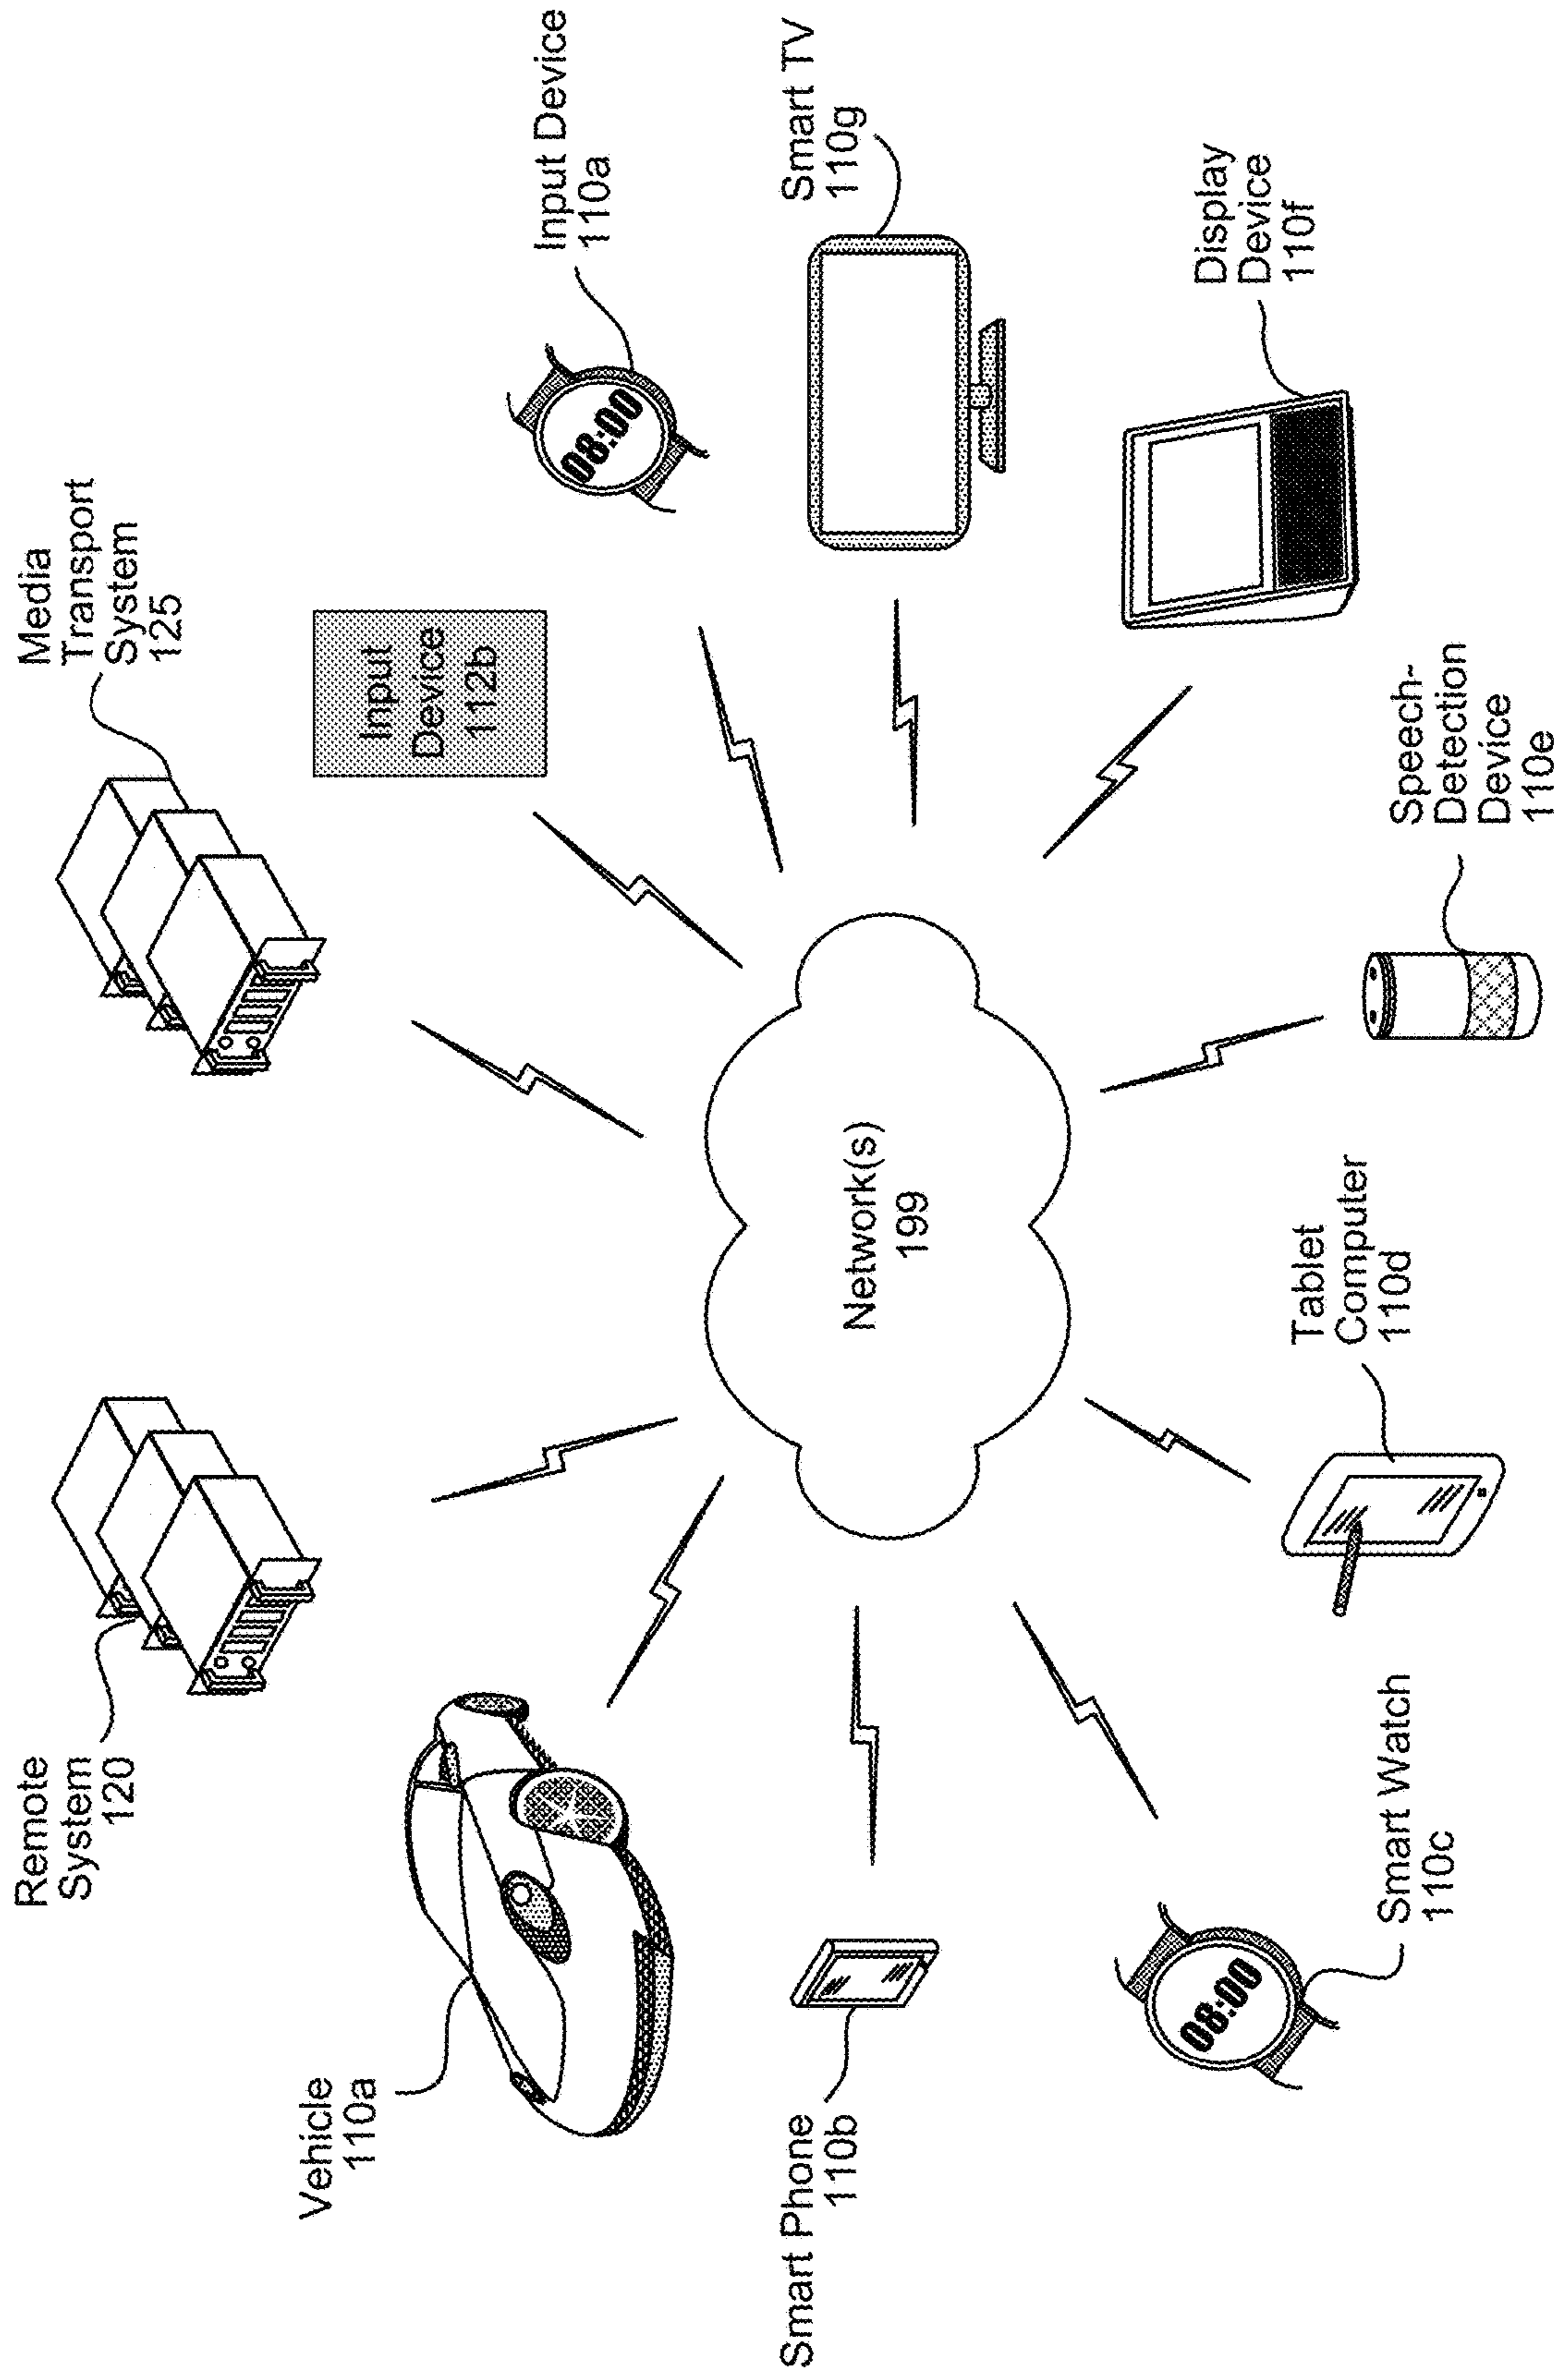 Remote
System
120
Media
Transport
System
125
Input
Device
112b
Input Device
110a
Vehicle
110a
08:00
Smart TV
110g
Network(s)
199
Smart Phone
110b
Display
Device
110f
08:00
Smart Watch
110c
Tablet
Computer
110d
Speech-
Detection
Device
110e